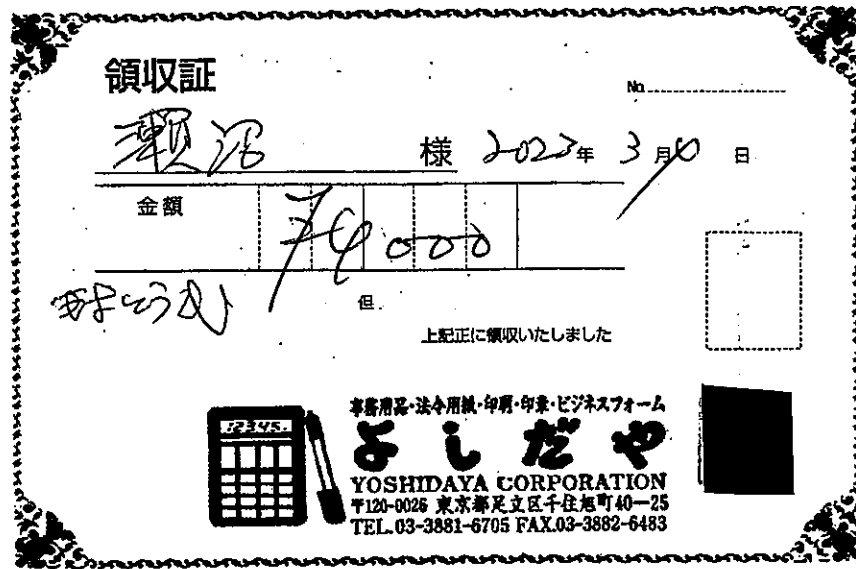 領収証
No.
瀬沼 様 2023年 3月 日
金額
¥4000
但
上記正に領収いたしました
12345.
事務用品・法令用紙・印刷・印章・ビジネスフォーム
よしだや
YOSHIDAYA CORPORATION
〒120-0026 東京都足立区千住旭町40―25
TEL.03-3881-6705 FAX.03-3882-6483